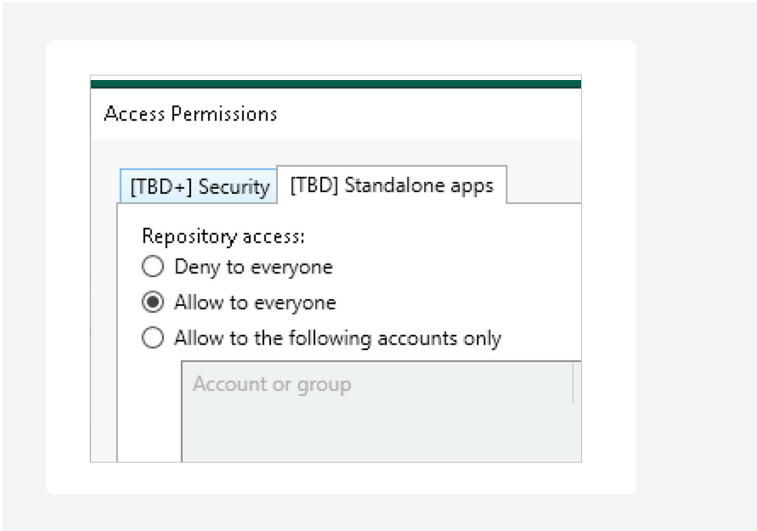 Access Permissions
[TBD+] Security [TBD] Standalone apps
Repository access:
Deny to everyone
Allow to everyone
Allow to the following accounts only
Account or group